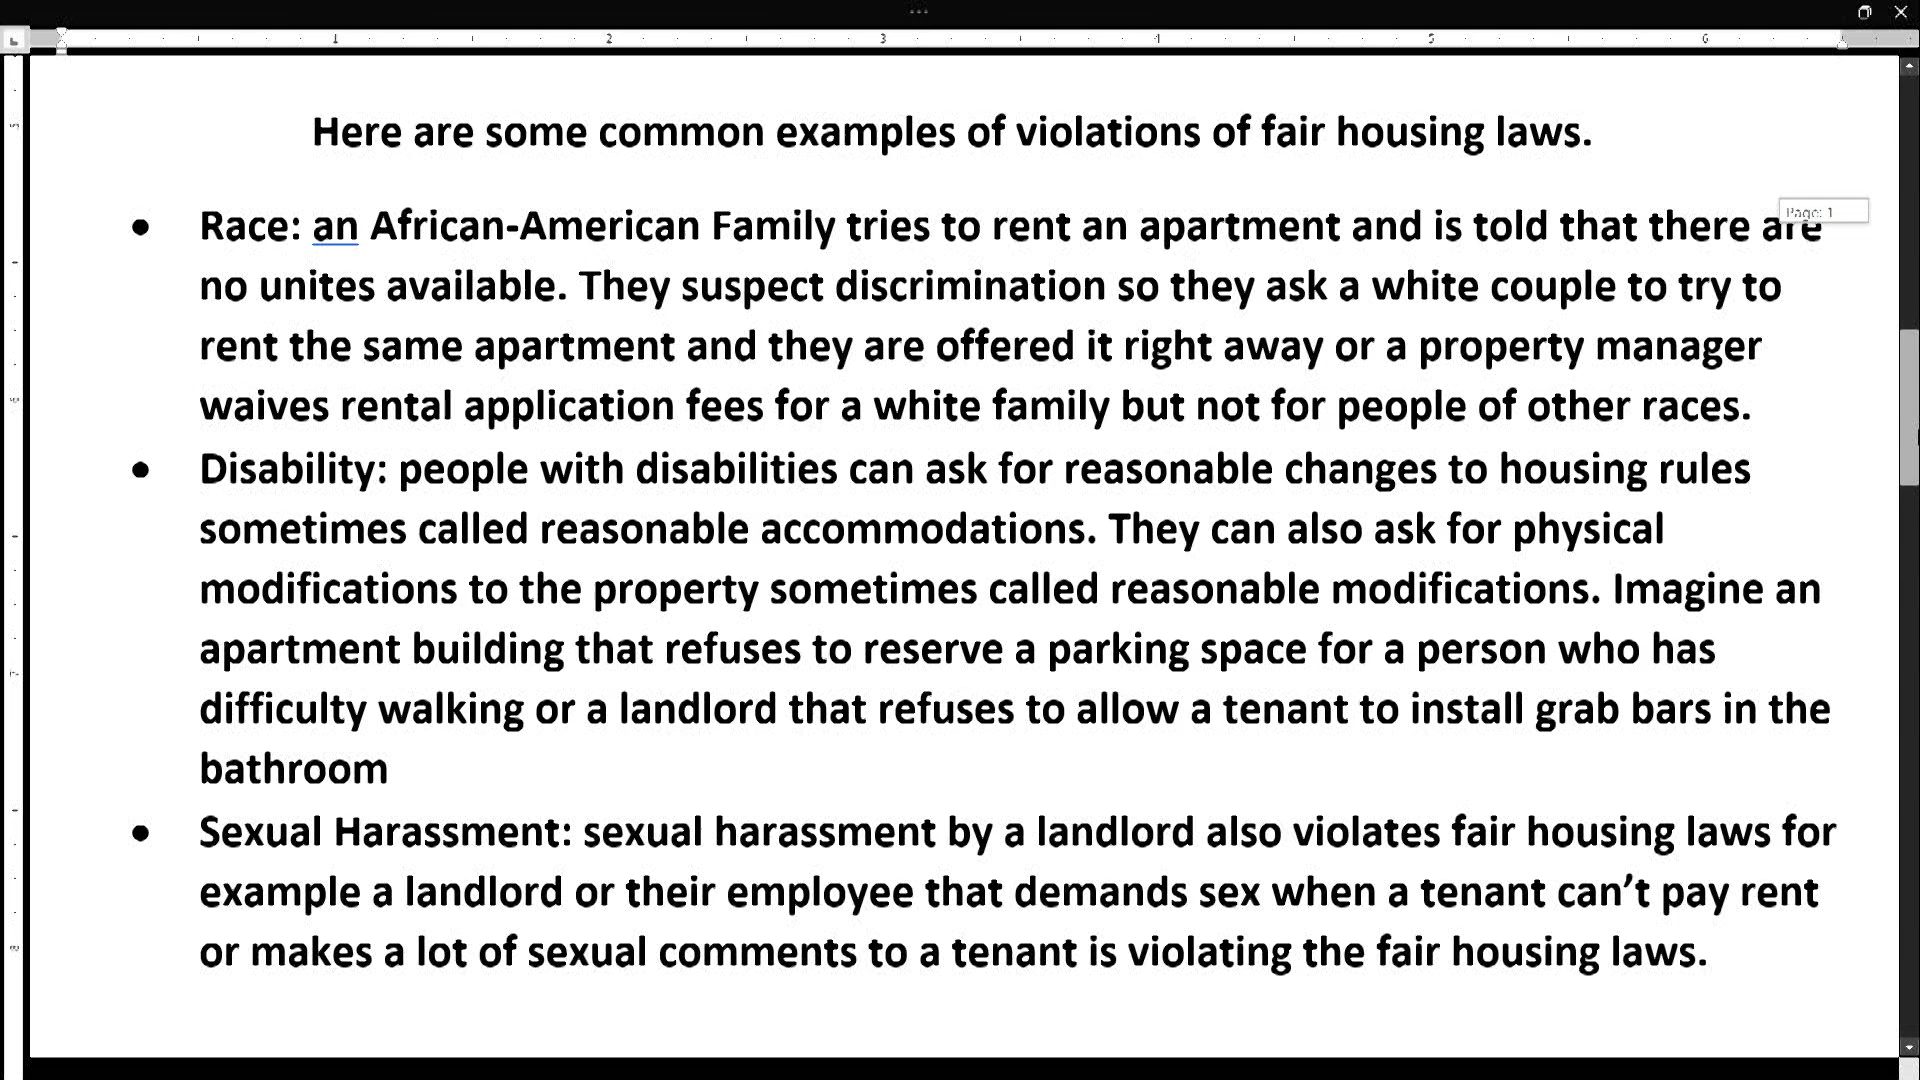 1 2 3 4 5 6
Here are some common examples of violations of fair housing laws.
Page: 1
• Race: an African-American Family tries to rent an apartment and is told that there are
no unites available. They suspect discrimination so they ask a white couple to try to
rent the same apartment and they are offered it right away or a property manager
waives rental application fees for a white family but not for people of other races.
• Disability: people with disabilities can ask for reasonable changes to housing rules
sometimes called reasonable accommodations. They can also ask for physical
modifications to the property sometimes called reasonable modifications. Imagine an
apartment building that refuses to reserve a parking space for a person who has
difficulty walking or a landlord that refuses to allow a tenant to install grab bars in the
bathroom
• Sexual Harassment: sexual harassment by a landlord also violates fair housing laws for
example a landlord or their employee that demands sex when a tenant can’t pay rent
or makes a lot of sexual comments to a tenant is violating the fair housing laws.